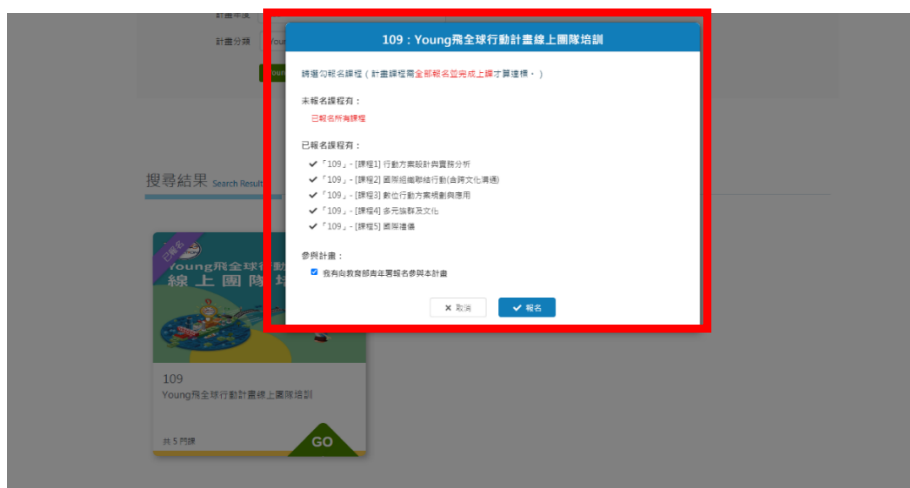 計畫年度
計畫分類
109：Young飛全球行動計畫線上團隊培訓
請選勾報名課程（計畫課程需全部報名並完成上課才算達標。）
未報名課程有：
已報名所有課程
已報名課程有：
「109」- [課程1] 行動方案設計與實務分析
「109」- [課程2] 國際組織聯結行動(含跨文化溝通)
「109」- [課程3] 數位行動方案規劃與應用
「109」- [課程4] 多元族群及文化
「109」- [課程5] 國際禮儀
參與計畫：
我有向教育部青年署報名參與本計畫
取消
報名
搜尋結果 Search Result
已報名
Young飛全球行動
線上團隊培
109
Young飛全球行動計畫線上團隊培訓
共 5 門課
GO